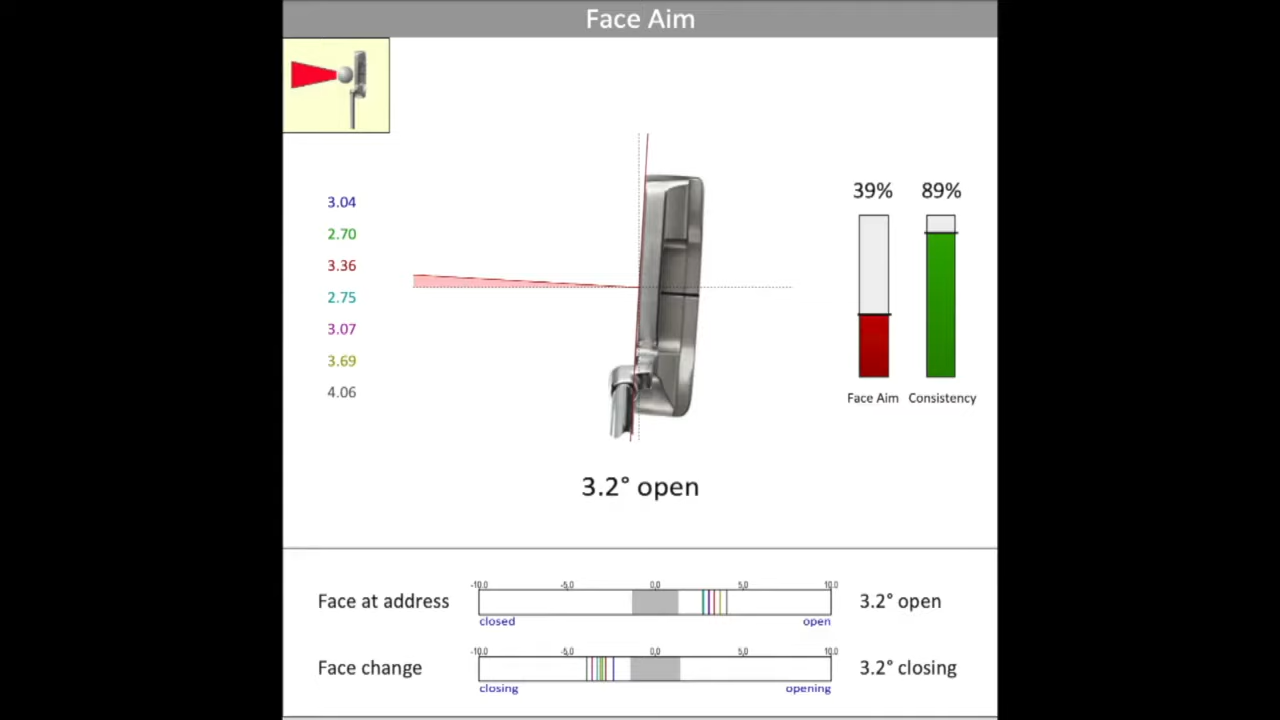 Face Aim
39% 89%
3.04
2.70
3.36
2.75
3.07
3.69
4.06
Face Aim Consistency
3.2° open
-10.0 -5.0 0.0 5.0 10.0
Face at address 3.2° open
closed open
-10.0 -5.0 0.0 5.0 10.0
Face change 3.2° closing
closing opening